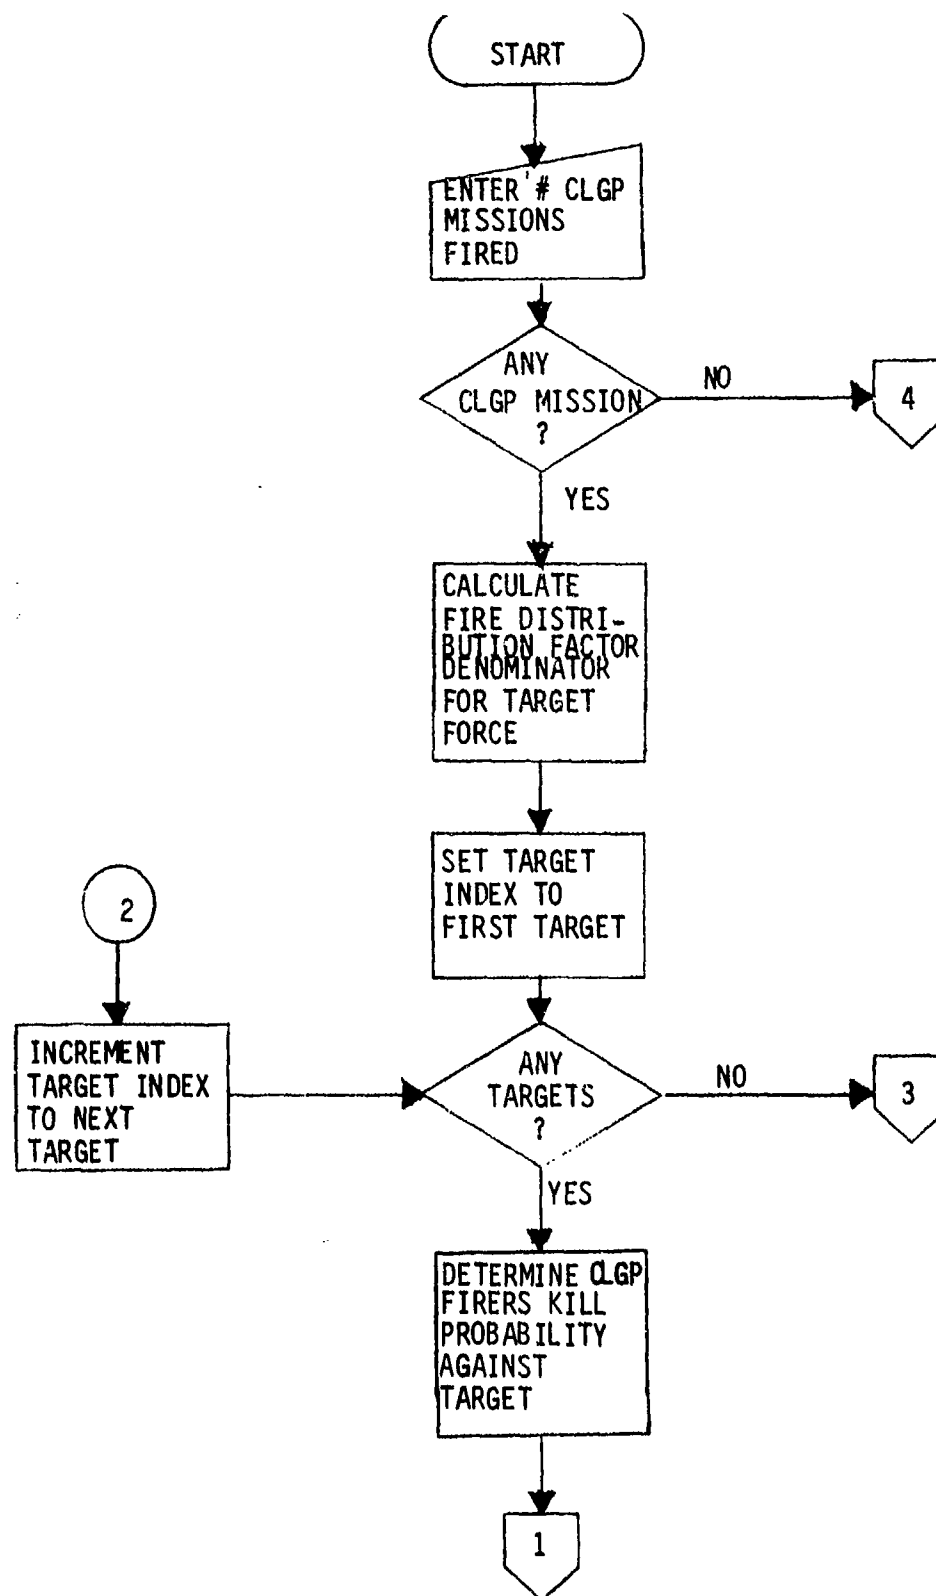 START
ENTER # CLGP
MISSIONS
FIRED
ANY
CLGP MISSION
?
NO
4
YES
CALCULATE
FIRE DISTRI-
BUTION FACTOR
DENOMINATOR
FOR TARGET
FORCE
SET TARGET
INDEX TO
FIRST TARGET
2
INCREMENT
TARGET INDEX
TO NEXT
TARGET
ANY
TARGETS
?
NO
3
YES
DETERMINE CLGP
FIRERS KILL
PROBABILITY
AGAINST
TARGET
1